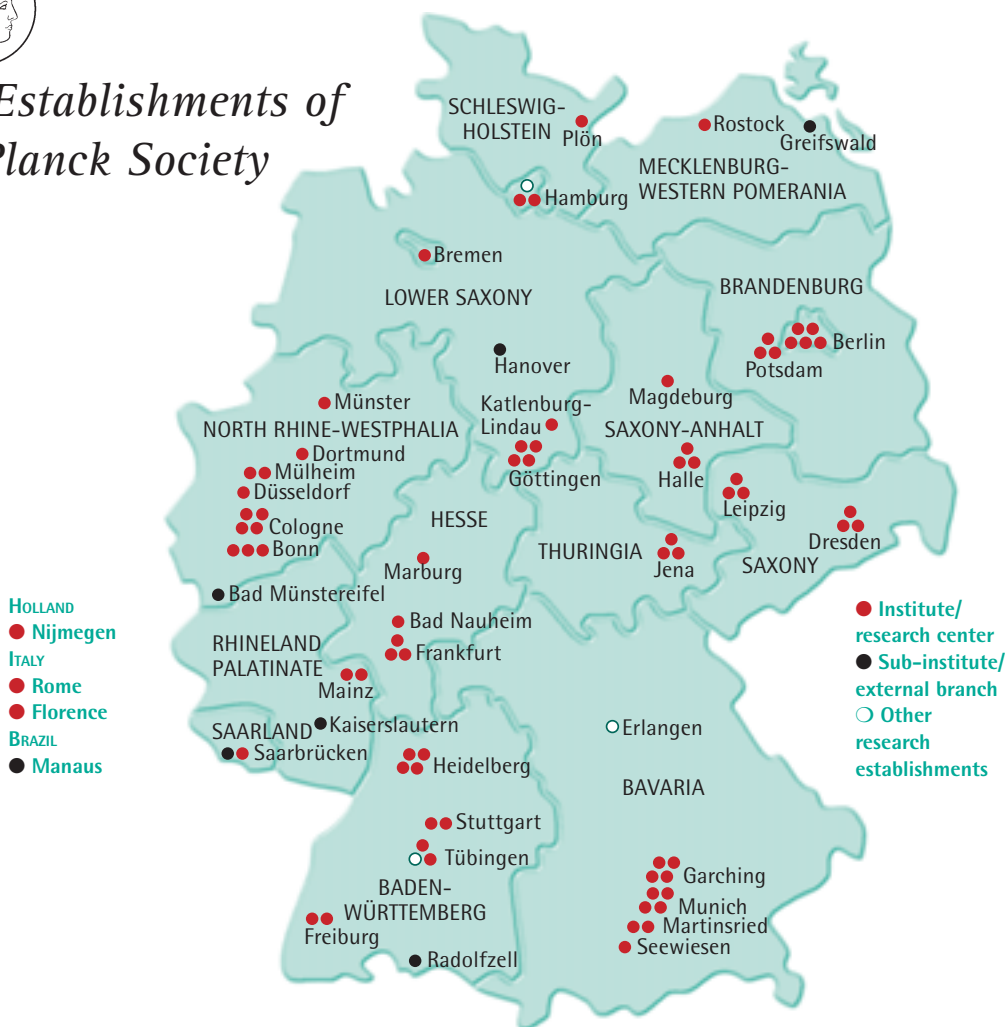 Establishments of
Planck Society
SCHLESWIG-
HOLSTEIN
Plön
Rostock
Greifswald
MECKLENBURG-
WESTERN POMERANIA
Hamburg
Bremen
LOWER SAXONY
BRANDENBURG
Berlin
Potsdam
Hanover
Magdeburg
Münster
Katlenburg-
Lindau
NORTH RHINE-WESTPHALIA
SAXONY-ANHALT
Dortmund
Mülheim
Göttingen
Halle
Düsseldorf
Leipzig
Cologne
HESSE
Dresden
Bonn
THURINGIA
Jena
SAXONY
Marburg
Bad Münstereifel
Bad Nauheim
RHINELAND
PALATINATE
Frankfurt
Mainz
SAARLAND
Kaiserslautern
Erlangen
Saarbrücken
Heidelberg
BAVARIA
Stuttgart
Tübingen
Garching
BADEN-
WÜRTTEMBERG
Munich
Martinsried
Freiburg
Seewiesen
Radolfzell
HOLLAND
Nijmegen
ITALY
Rome
Florence
BRAZIL
Manaus
Institute/
research center
Sub-institute/
external branch
Other
research
establishments